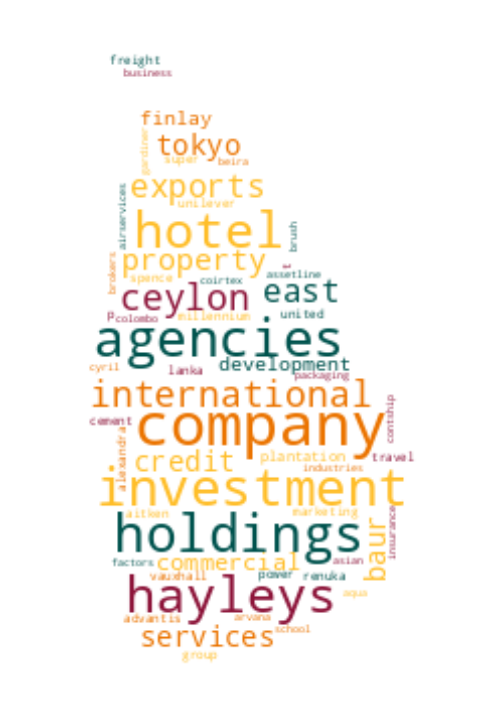 freight
business
finlay
gardiner
tokyo
super
beira
exports
airservices
unilever
hotel
brush
property
brokers
t
spence
coirtex
assetline
ceylon
east
p
colombo
millennium
united
agencies
cyril
lanka
development
packaging
international
contship
cement
company
alexandra
credit
plantation
travel
industries
investment
aitken
marketing
insurance
holdings
baur
factors
commercial
asian
vauxhall
power
renuka
hayleys
aqua
advantis
arvana
services
school
group